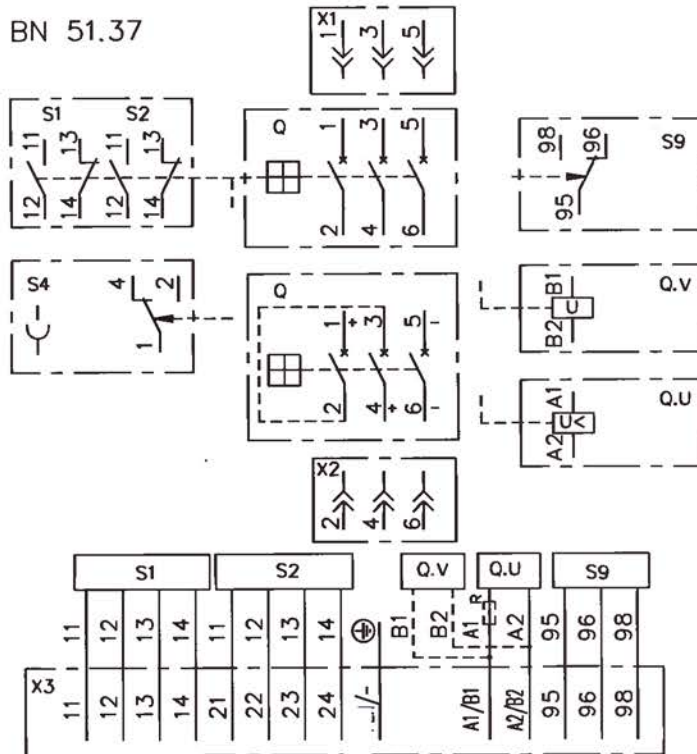 BN 51.37
X1
1 3 5
S1 S2
11 13 11 13
12 14 12 14
Q
1 3 5
2 4 6
S9
98 96
95
S4
4 2
1
Q
1 + 3 5 -
2 4 + 6 -
Q.V
B1
U
B2
Q.U
A1
U<
A2
X2
2 4 6
S1 S2 Q.V Q.U S9
R
11 12 13 14 11 12 13 14 B1 B2 A1 A2 95 96 98
X3
11 12 13 14 21 22 23 24 A1/B1 A2/B2 95 96 98